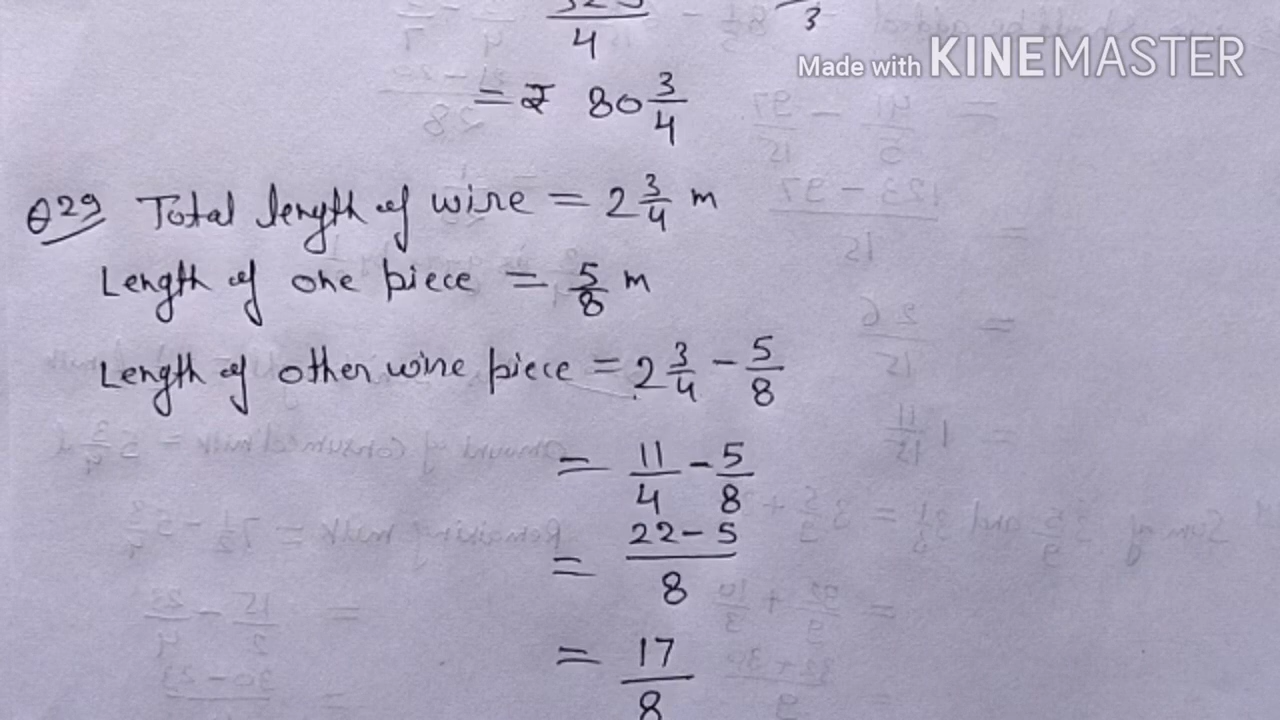 4
3
Made with KINEMASTER
= ₹ 80 3/4
Q29 Total length of wire = 2 3/4 m
Length of one piece = 5/8 m
Length of other wire piece = 2 3/4 - 5/8
= 11/4 - 5/8
= 22-5/8
= 17/8